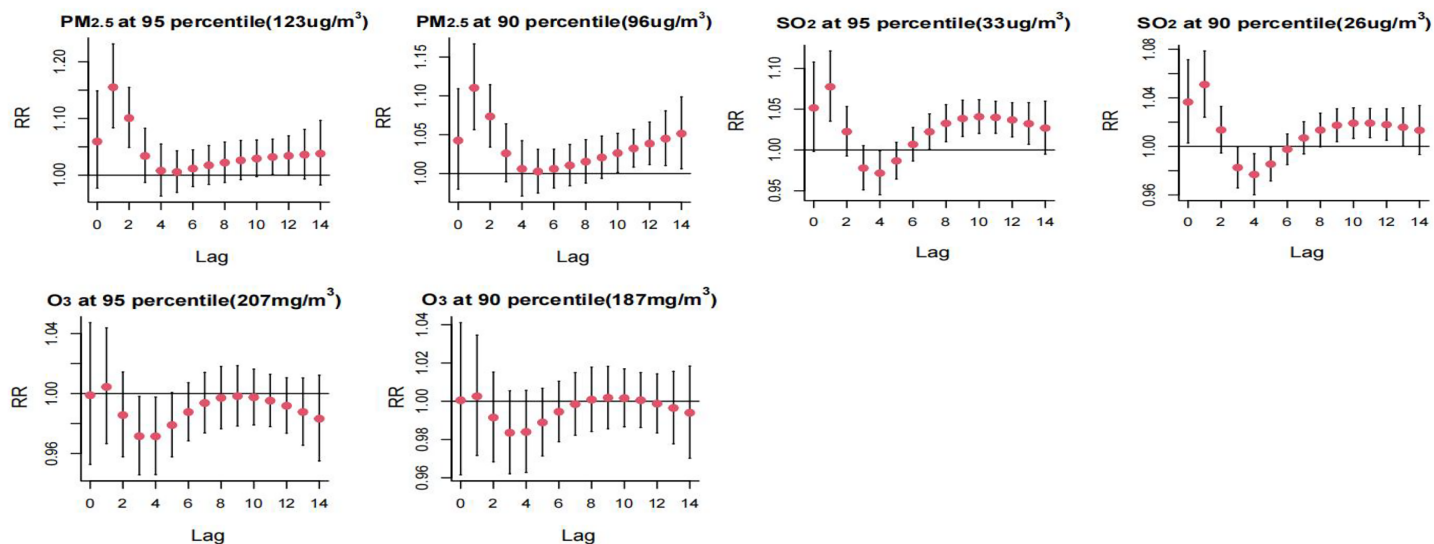 PM2.5 at 95 percentile(123ug/m3)
RR
1.00 1.10 1.20
0 2 4 6 8 10 12 14
Lag
PM2.5 at 90 percentile(96ug/m3)
RR
1.00 1.05 1.10 1.15
0 2 4 6 8 10 12 14
Lag
SO2 at 95 percentile(33ug/m3)
RR
0.95 1.00 1.05 1.10
0 2 4 6 8 10 12 14
Lag
SO2 at 90 percentile(26ug/m3)
RR
0.96 1.00 1.04 1.08
0 2 4 6 8 10 12 14
Lag
O3 at 95 percentile(207mg/m3)
RR
0.96 1.00 1.04
0 2 4 6 8 10 12 14
Lag
O3 at 90 percentile(187mg/m3)
RR
0.96 0.98 1.00 1.02 1.04
0 2 4 6 8 10 12 14
Lag